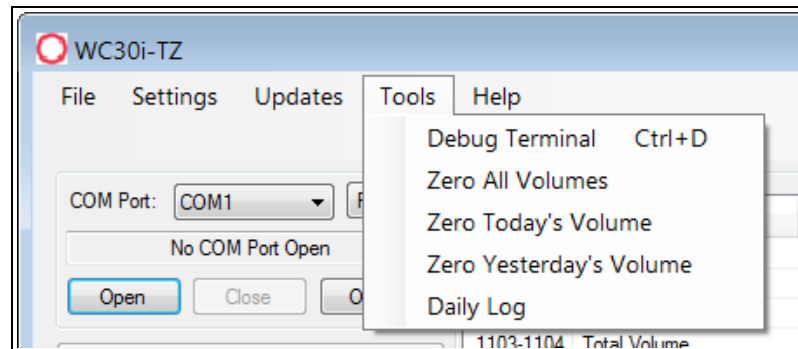 WC30i-TZ
File Settings Updates Tools Help
Debug Terminal Ctrl+D
Zero All Volumes
Zero Today's Volume
Zero Yesterday's Volume
Daily Log
COM Port: COM1
No COM Port Open
Open Close
1103-1104 Total Volume